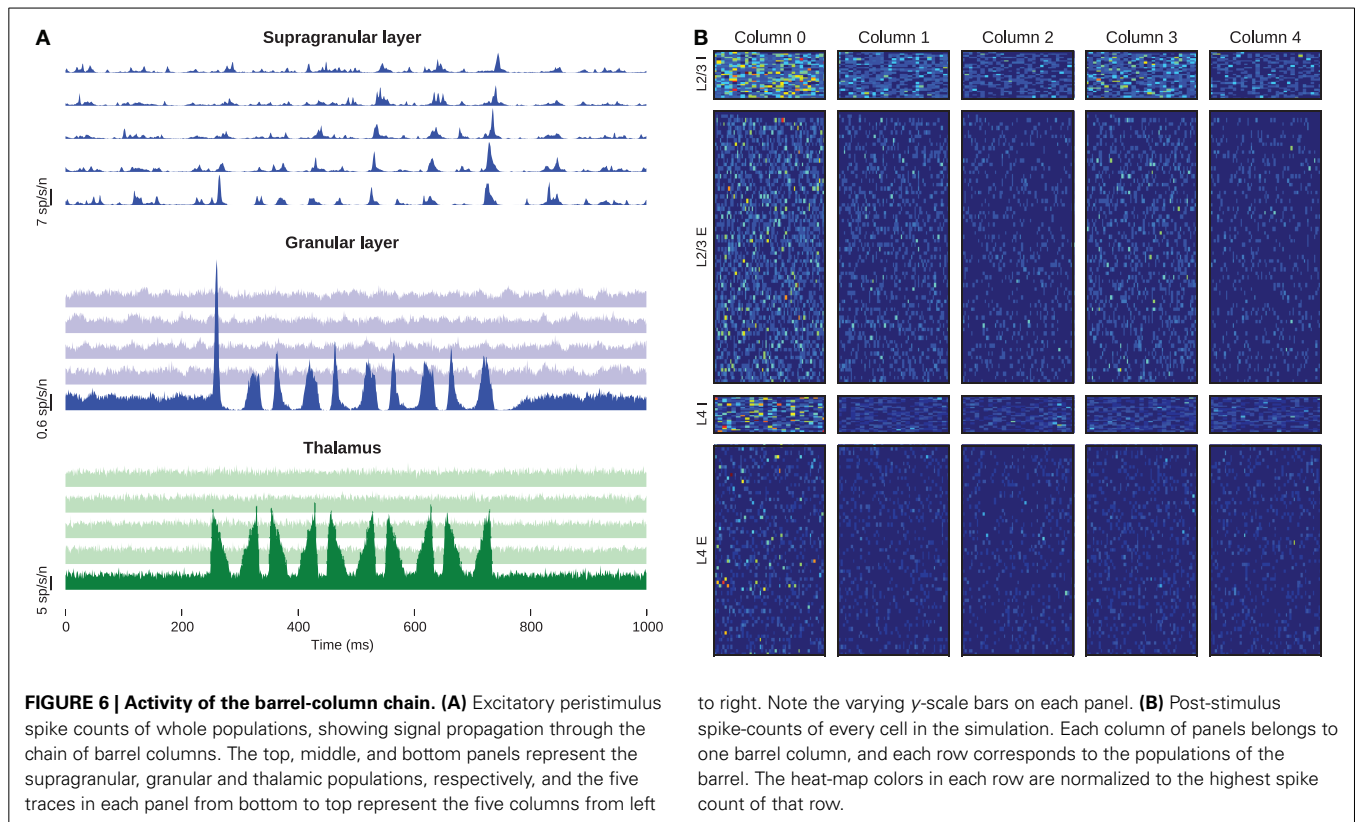 A
Supragranular layer
7 sp/s/n
Granular layer
0.6 sp/s/n
Thalamus
5 sp/s/n
0 200 400 600 800 1000
Time (ms)
B
Column 0 Column 1 Column 2 Column 3 Column 4
L2/3 I
L2/3 E
L4 I
L4 E
FIGURE 6 | Activity of the barrel-column chain. (A) Excitatory peristimulus
spike counts of whole populations, showing signal propagation through the
chain of barrel columns. The top, middle, and bottom panels represent the
supragranular, granular and thalamic populations, respectively, and the five
traces in each panel from bottom to top represent the five columns from left
to right. Note the varying y-scale bars on each panel. (B) Post-stimulus
spike-counts of every cell in the simulation. Each column of panels belongs to
one barrel column, and each row corresponds to the populations of the
barrel. The heat-map colors in each row are normalized to the highest spike
count of that row.